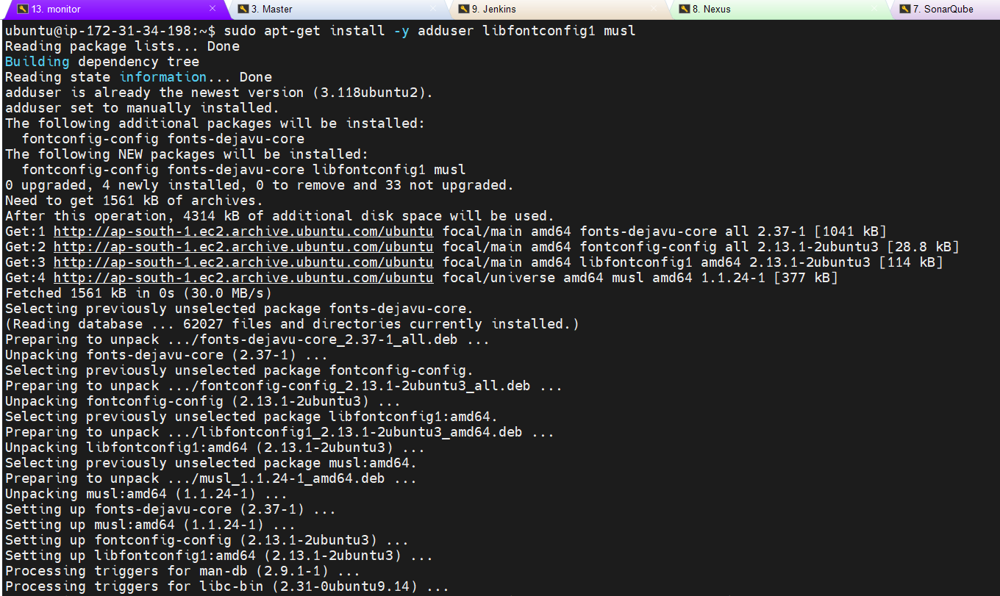 13. monitor
3. Master
9. Jenkins
8. Nexus
7. SonarQube
ubuntu@ip-172-31-34-198:~$ sudo apt-get install -y adduser libfontconfig1 musl
Reading package lists... Done
Building dependency tree
Reading state information... Done
adduser is already the newest version (3.118ubuntu2).
adduser set to manually installed.
The following additional packages will be installed:
  fontconfig-config fonts-dejavu-core
The following NEW packages will be installed:
  fontconfig-config fonts-dejavu-core libfontconfig1 musl
0 upgraded, 4 newly installed, 0 to remove and 33 not upgraded.
Need to get 1561 kB of archives.
After this operation, 4314 kB of additional disk space will be used.
Get:1 http://ap-south-1.ec2.archive.ubuntu.com/ubuntu focal/main amd64 fonts-dejavu-core all 2.37-1 [1041 kB]
Get:2 http://ap-south-1.ec2.archive.ubuntu.com/ubuntu focal/main amd64 fontconfig-config all 2.13.1-2ubuntu3 [28.8 kB]
Get:3 http://ap-south-1.ec2.archive.ubuntu.com/ubuntu focal/main amd64 libfontconfig1 amd64 2.13.1-2ubuntu3 [114 kB]
Get:4 http://ap-south-1.ec2.archive.ubuntu.com/ubuntu focal/universe amd64 musl amd64 1.1.24-1 [377 kB]
Fetched 1561 kB in 0s (30.0 MB/s)
Selecting previously unselected package fonts-dejavu-core.
(Reading database ... 62027 files and directories currently installed.)
Preparing to unpack .../fonts-dejavu-core_2.37-1_all.deb ...
Unpacking fonts-dejavu-core (2.37-1) ...
Selecting previously unselected package fontconfig-config.
Preparing to unpack .../fontconfig-config_2.13.1-2ubuntu3_all.deb ...
Unpacking fontconfig-config (2.13.1-2ubuntu3) ...
Selecting previously unselected package libfontconfig1:amd64.
Preparing to unpack .../libfontconfig1_2.13.1-2ubuntu3_amd64.deb ...
Unpacking libfontconfig1:amd64 (2.13.1-2ubuntu3) ...
Selecting previously unselected package musl:amd64.
Preparing to unpack .../musl_1.1.24-1_amd64.deb ...
Unpacking musl:amd64 (1.1.24-1) ...
Setting up fonts-dejavu-core (2.37-1) ...
Setting up musl:amd64 (1.1.24-1) ...
Setting up fontconfig-config (2.13.1-2ubuntu3) ...
Setting up libfontconfig1:amd64 (2.13.1-2ubuntu3) ...
Processing triggers for man-db (2.9.1-1) ...
Processing triggers for libc-bin (2.31-0ubuntu9.14) ...